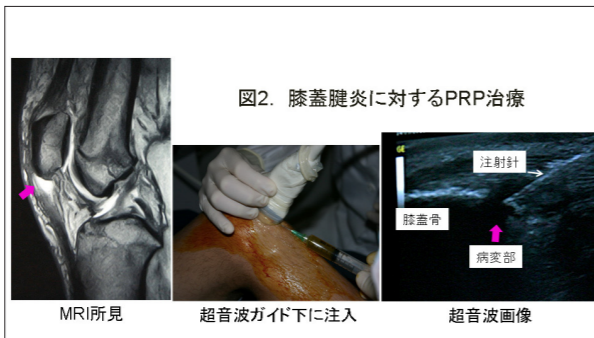 図2. 膝蓋腱炎に対するPRP治療
GE
注射針
膝蓋骨
病変部
MRI所見
超音波ガイド下に注入
超音波画像